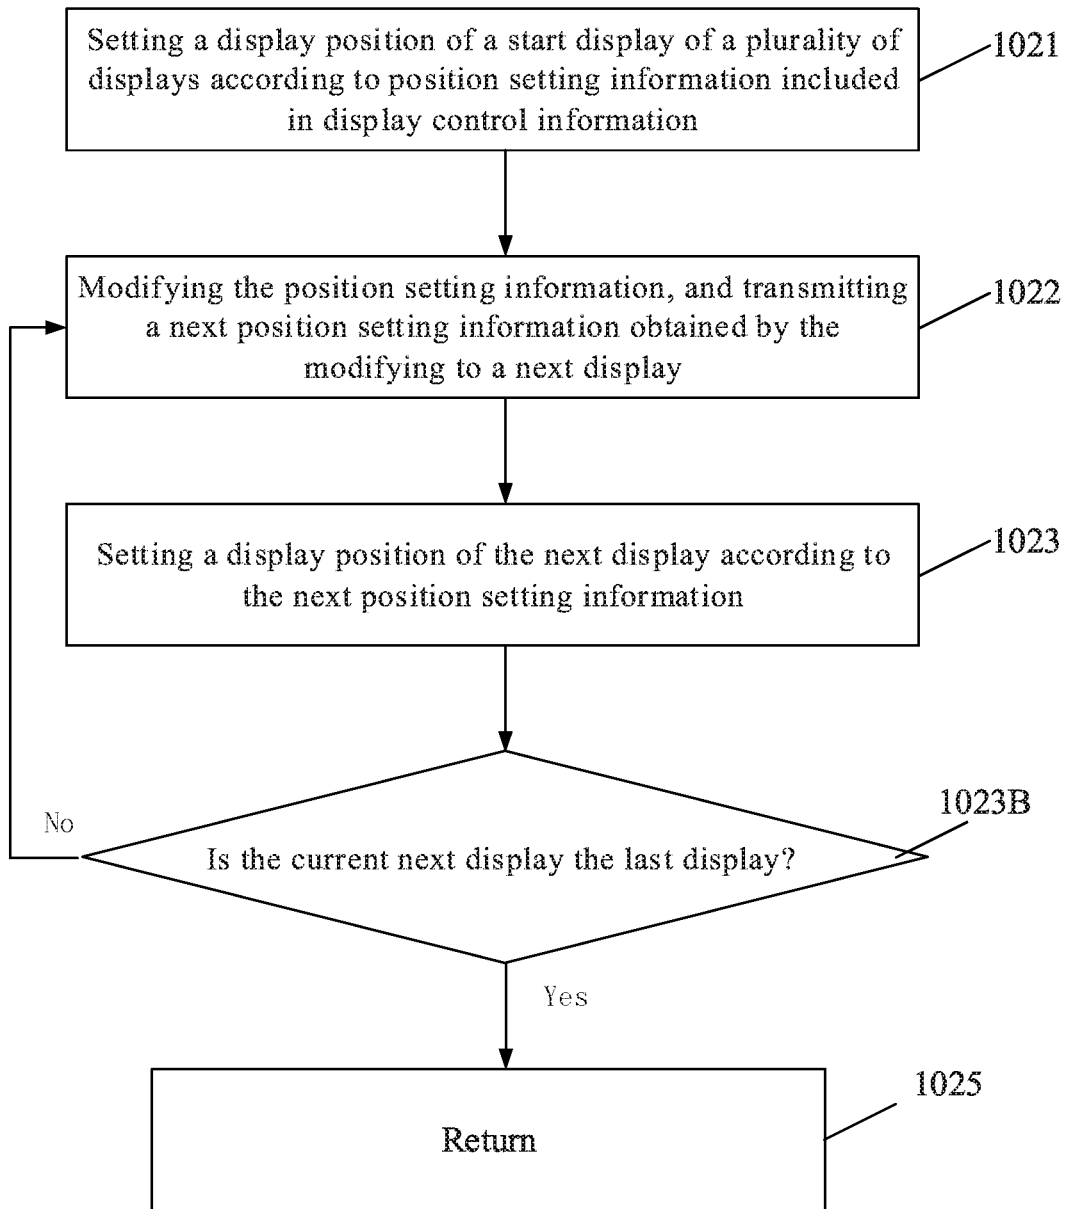 Setting a display position of a start display of a plurality of
displays according to position setting information included
in display control information
1021
Modifying the position setting information, and transmitting
a next position setting information obtained by the
modifying to a next display
1022
Setting a display position of the next display according to
the next position setting information
1023
1023B
No
Is the current next display the last display?
Yes
1025
Return